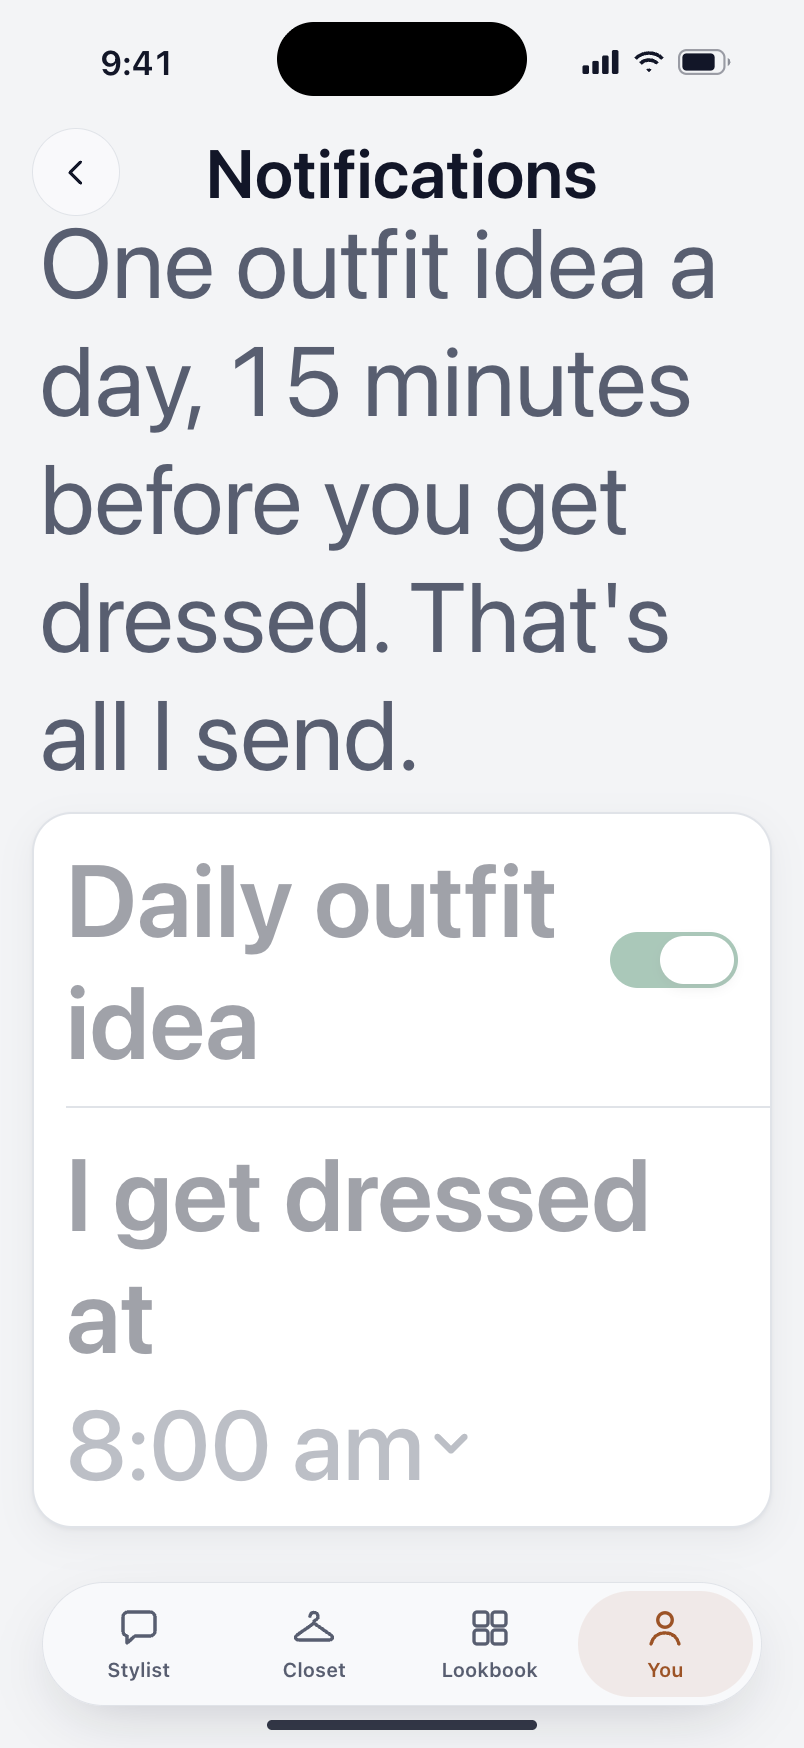 9:41
Notifications
One outfit idea a
day, 15 minutes
before you get
dressed. That's
all I send.
Daily outfit
idea
I get dressed
at
8:00 am
Stylist
Closet
Lookbook
You